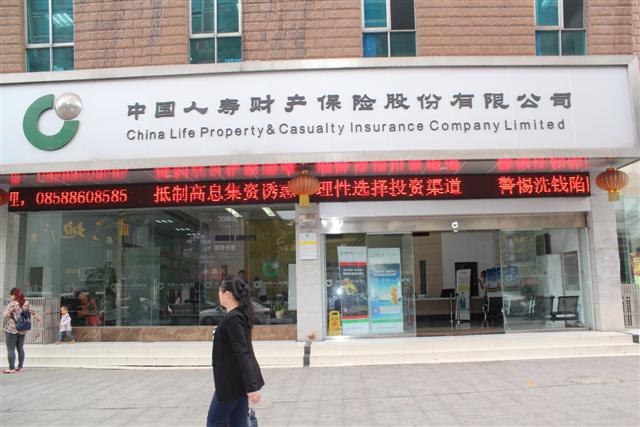 中国人寿财产保险股份有限公司
China Life Property & Casualty Insurance Company Limited
理，08588608585 抵制高息集资诱惑 理性选择投资渠道 警惕洗钱陷阱